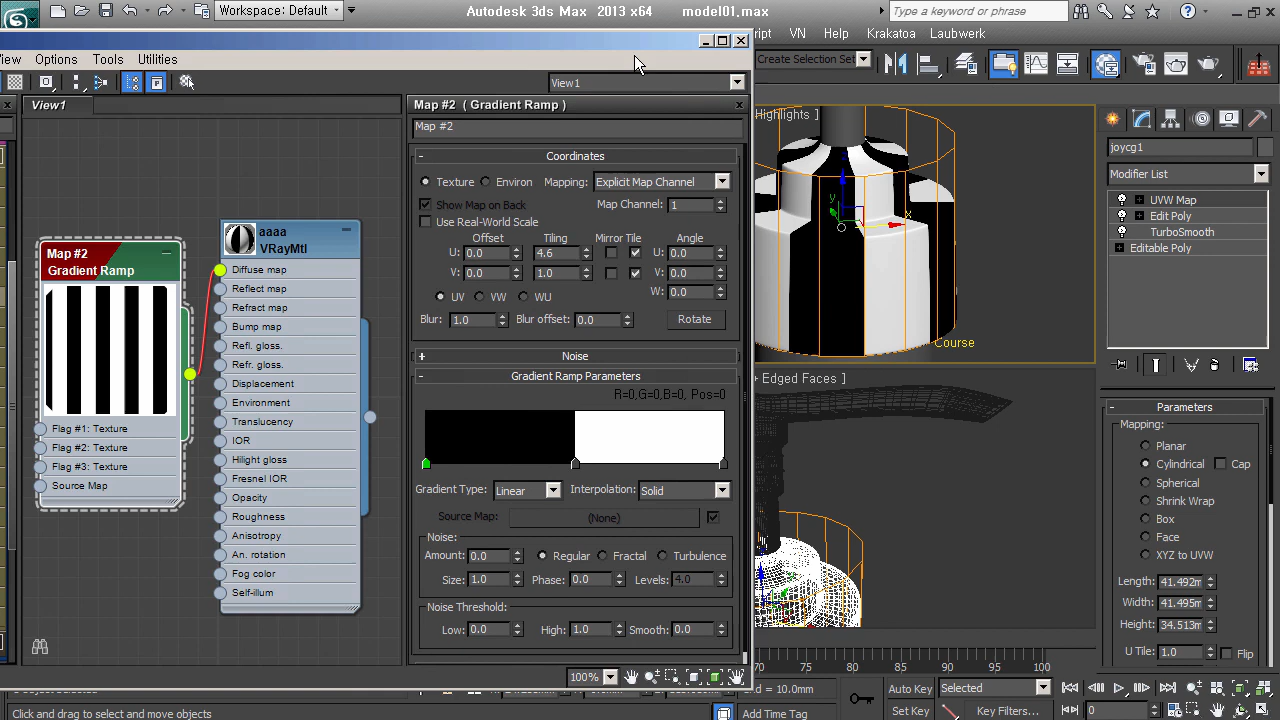 Workspace: Default
Autodesk 3ds Max 2013 x64 model01.max
Type a keyword or phrase
View Options Tools Utilities
ript VN Help Krakatoa Laubwerk
View1
Create Selection Set
View1
Map #2 ( Gradient Ramp )
Map #2
Highlights ]
joycg1
Modifier List
- Coordinates
Texture Environ Mapping: Explicit Map Channel
Show Map on Back Map Channel: 1
Use Real-World Scale
Offset Tiling Mirror Tile Angle
U: 0.0 4.6 U: 0.0
V: 0.0 1.0 V: 0.0
W: 0.0
UV VW WU
Blur: 1.0 Blur offset: 0.0 Rotate
+ Noise
- Gradient Ramp Parameters
R=0,G=0,B=0, Pos=0
Gradient Type: Linear Interpolation: Solid
Source Map: (None)
Noise:
Amount: 0.0 Regular Fractal Turbulence
Size: 1.0 Phase: 0.0 Levels: 4.0
Noise Threshold:
Low: 0.0 High: 1.0 Smooth: 0.0
Map #2
Gradient Ramp
Flag #1: Texture
Flag #2: Texture
Flag #3: Texture
Source Map
aaaa
VRayMtl
Diffuse map
Reflect map
Refract map
Bump map
Refl. gloss.
Refr. gloss.
Displacement
Environment
Translucency
IOR
Hilight gloss
Fresnel IOR
Opacity
Roughness
Anisotropy
An. rotation
Fog color
Self-illum
UVW Map
Edit Poly
TurboSmooth
Editable Poly
x
y
Course
Edged Faces ]
- Parameters
Mapping:
Planar
Cylindrical Cap
Spherical
Shrink Wrap
Box
Face
XYZ to UVW
Length: 41.492m
Width: 41.495m
Height: 34.513m
U Tile: 1.0 Flip
100%
70 75 80 85 90 95 100
d = 10.0mm
Auto Key Selected
Set Key Key Filters...
0
Click and drag to select and move objects
Add Time Tag